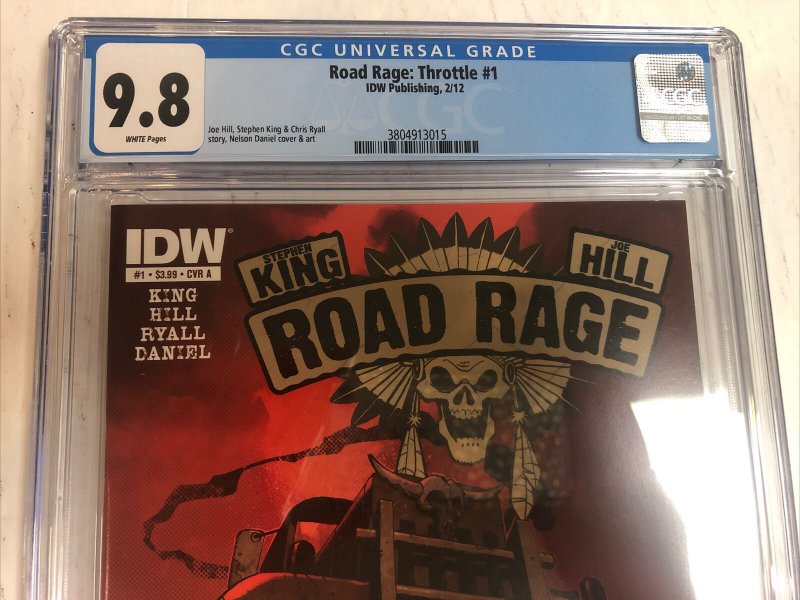 CGC UNIVERSAL GRADE
9.8
WHITE Pages
Road Rage: Throttle #1
IDW Publishing, 2/12
Joe Hill, Stephen King & Chris Ryall
story, Nelson Daniel cover & art
3804913015
CGC
IDW
#1 • $3.99 • CVR A
KING
HILL
RYALL
DANIEL
STEPHEN
KING
JOE
HILL
ROAD RAGE